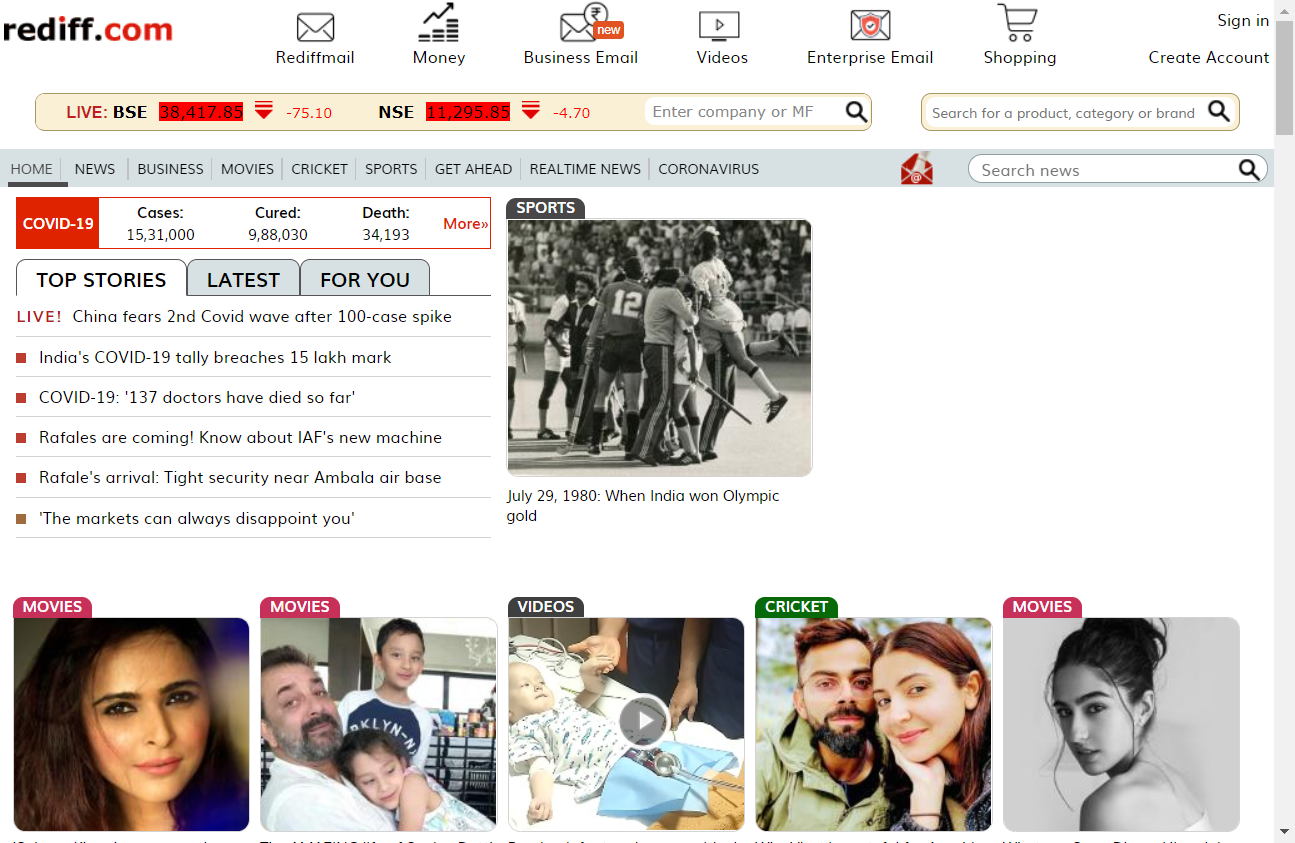 rediff.com
Rediffmail
Money
new
Business Email
Videos
Enterprise Email
Shopping
Sign in
Create Account
LIVE: BSE 38,417.85 -75.10 NSE 11,295.85 -4.70
Enter company or MF
Search for a product, category or brand
HOME NEWS BUSINESS MOVIES CRICKET SPORTS GET AHEAD REALTIME NEWS CORONAVIRUS
Search news
COVID-19
Cases: Cured: Death:
15,31,000 9,88,030 34,193
More»
TOP STORIES LATEST FOR YOU
LIVE! China fears 2nd Covid wave after 100-case spike
India's COVID-19 tally breaches 15 lakh mark
COVID-19: '137 doctors have died so far'
Rafales are coming! Know about IAF's new machine
Rafale's arrival: Tight security near Ambala air base
'The markets can always disappoint you'
SPORTS
12
July 29, 1980: When India won Olympic
gold
MOVIES
MOVIES
VIDEOS
CRICKET
MOVIES